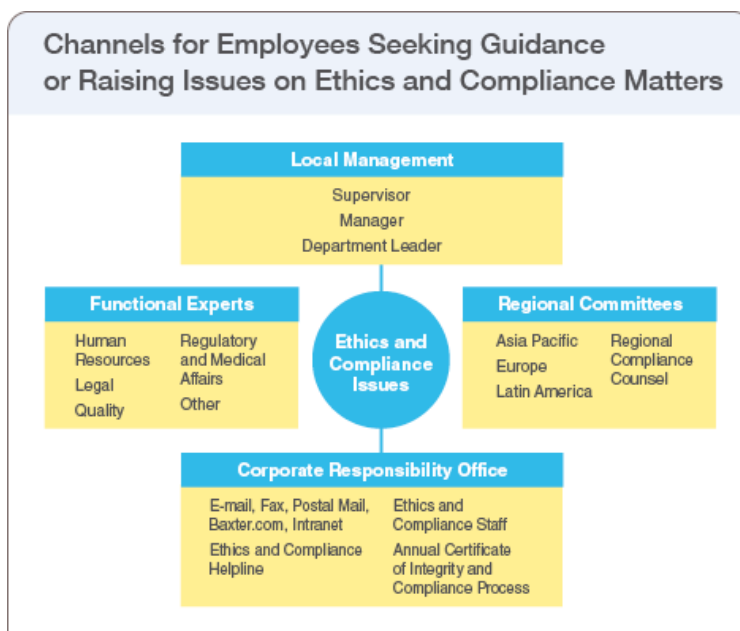 Channels for Employees Seeking Guidance
or Raising Issues on Ethics and Compliance Matters
Local Management
Supervisor
Manager
Department Leader
Functional Experts
Human
Resources
Legal
Quality
Regulatory
and Medical
Affairs
Other
Ethics and
Compliance
Issues
Regional Committees
Asia Pacific
Europe
Latin America
Regional
Compliance
Counsel
Corporate Responsibility Office
E-mail, Fax, Postal Mail,
Baxter.com, Intranet
Ethics and Compliance
Helpline
Ethics and
Compliance Staff
Annual Certificate
of Integrity and
Compliance Process